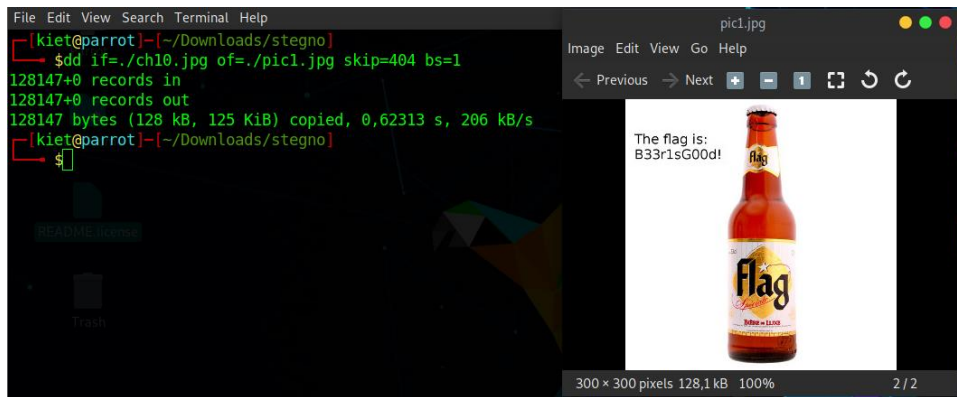 File Edit View Search Terminal Help
[kiet@parrot]-[~/Downloads/stegno]
$dd if=./ch10.jpg of=./pic1.jpg skip=404 bs=1
128147+0 records in
128147+0 records out
128147 bytes (128 kB, 125 KiB) copied, 0,62313 s, 206 kB/s
[kiet@parrot]-[~/Downloads/stegno]
$
README license
Trash
pic1.jpg
Image Edit View Go Help
Previous Next
The flag is:
B33r1sG00d!
Flag
Flag
300 × 300 pixels 128,1 kB 100% 2 / 2